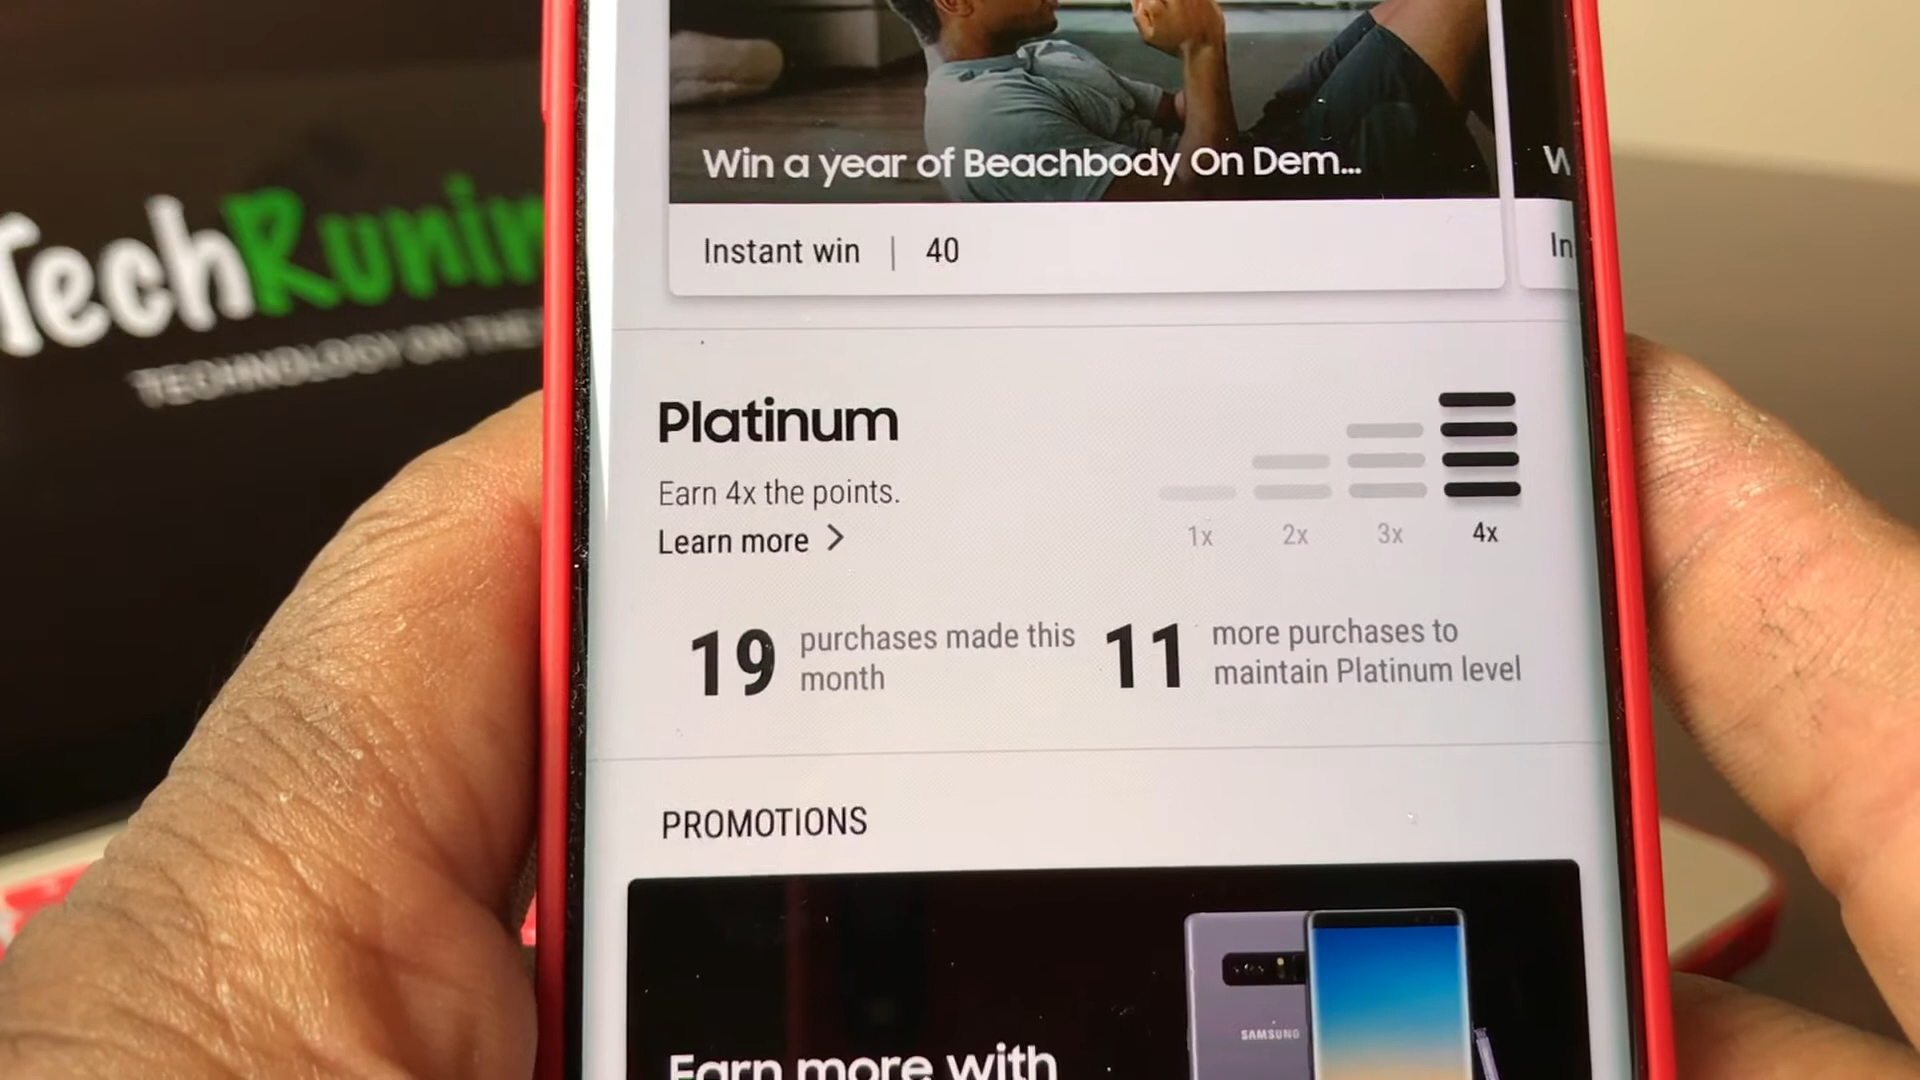 Win a year of Beachbody On Dem...
W
Instant win | 40
In
TechRunin
TECHNOLOGY ON THE
Platinum
Earn 4x the points.
Learn more >
1x 2x 3x 4x
19 purchases made this month
11 more purchases to maintain Platinum level
PROMOTIONS
SAMSUNG
Earn more with